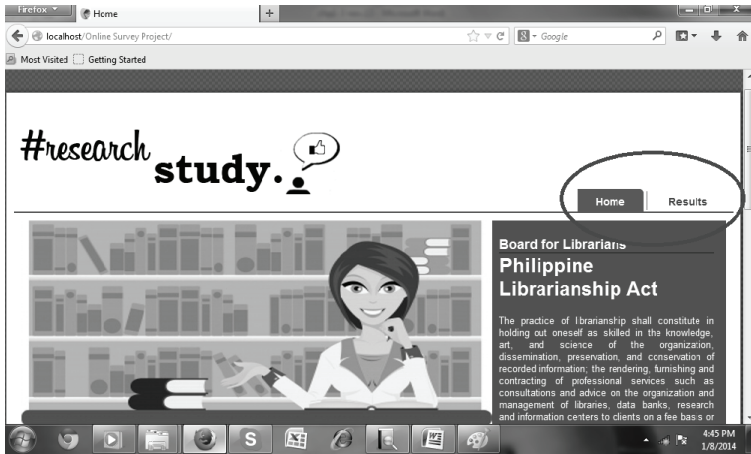 Firefox
Home
localhost/Online Survey Project/
Google
Most Visited
Getting Started
#research
study.
Home
Results
Board for Librarians
Philippine
Librarianship Act
The practice of librarianship shall constitute in
holding out oneself as skilled in the knowledge,
art, and science of the organization,
dissemination, preservation, and conservation of
recorded information; the rendering, furnishing and
contracting of professional services such as
consultations and advice on the organization and
management of libraries, data banks, research
and information centers to clients on a fee basis or
4:45 PM
1/8/2014